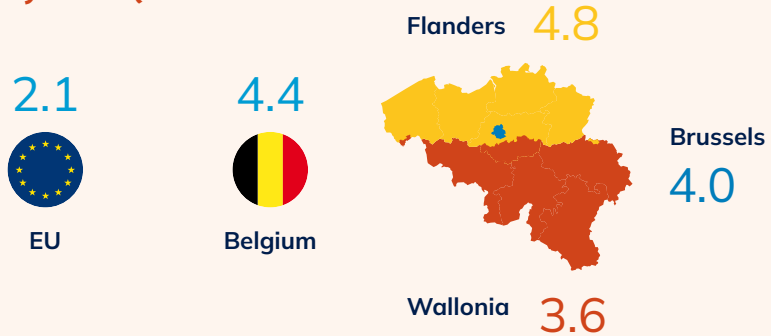 Flanders 4.8
2.1
4.4
Brussels
4.0
EU
Belgium
Wallonia 3.6